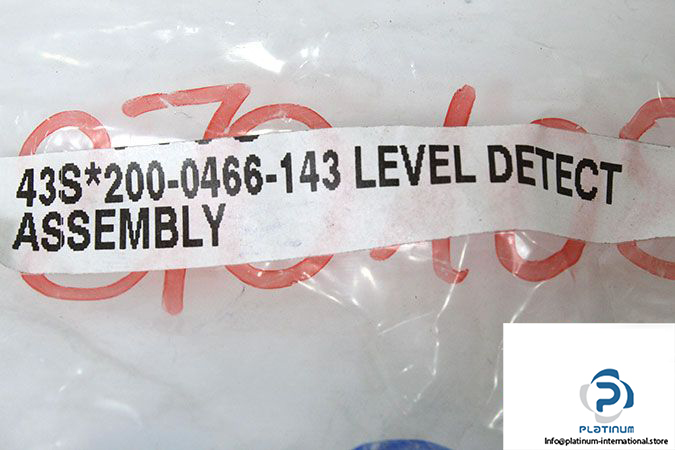 43S*200-0466-143 LEVEL DETECT
ASSEMBLY
PLATINUM
Info@platinum-international.store